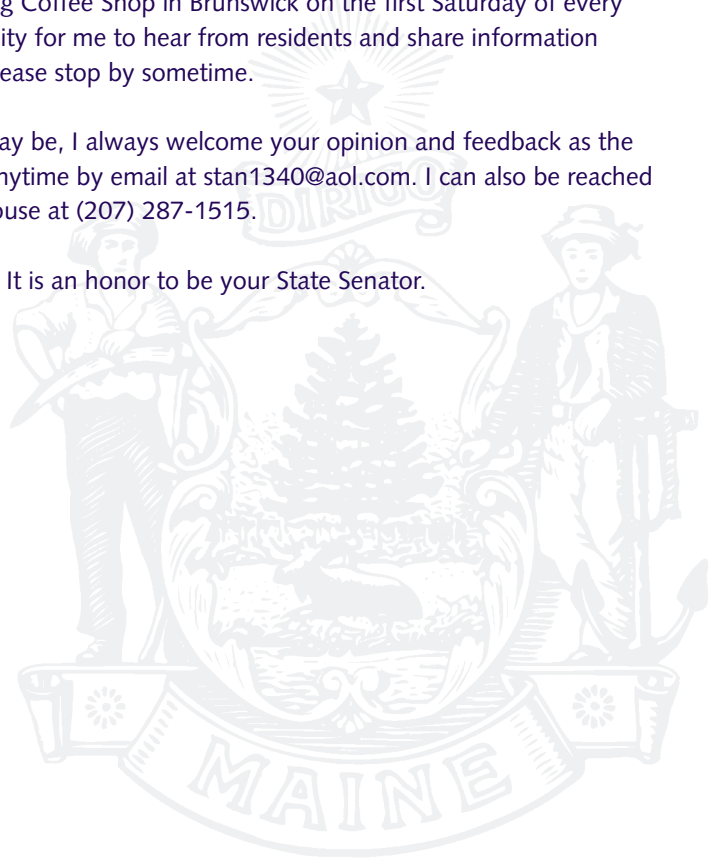 g Coffee Shop in Brunswick on the first Saturday of every
ity for me to hear from residents and share information
ease stop by sometime.
ay be, I always welcome your opinion and feedback as the
nytime by email at stan1340@aol.com. I can also be reached
ouse at (207) 287-1515.
It is an honor to be your State Senator.
DIRIGO
MAINE